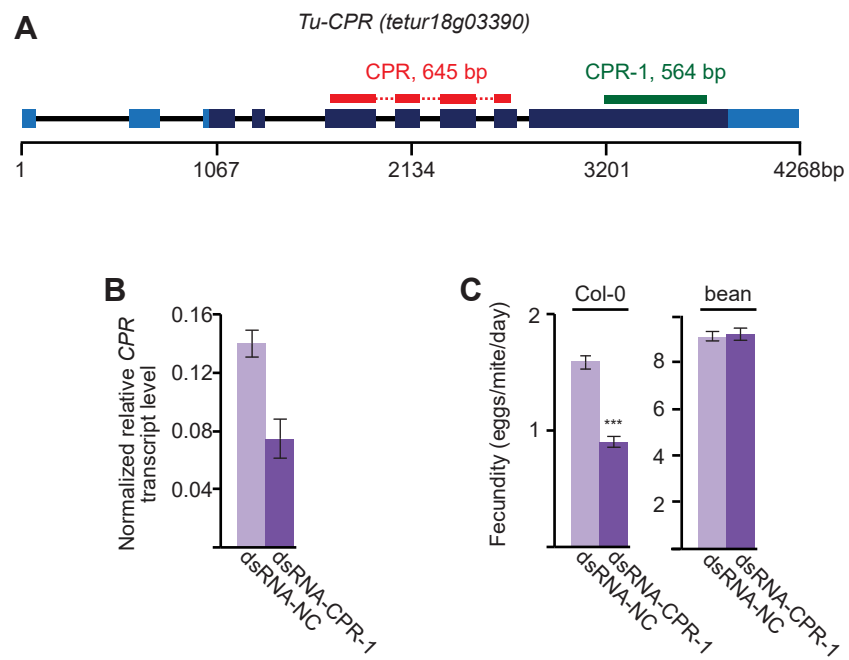 A
Tu-CPR (tetur18g03390)
CPR, 645 bp
CPR-1, 564 bp
1
1067
2134
3201
4268bp
B
Normalized relative CPR
transcript level
0.16
0.12
0.08
0.04
dsRNA-NC
dsRNA-CPR-1
C
Fecundity (eggs/mite/day)
Col-0
2
1
***
dsRNA-NC
dsRNA-CPR-1
bean
8
6
4
2
dsRNA-NC
dsRNA-CPR-1